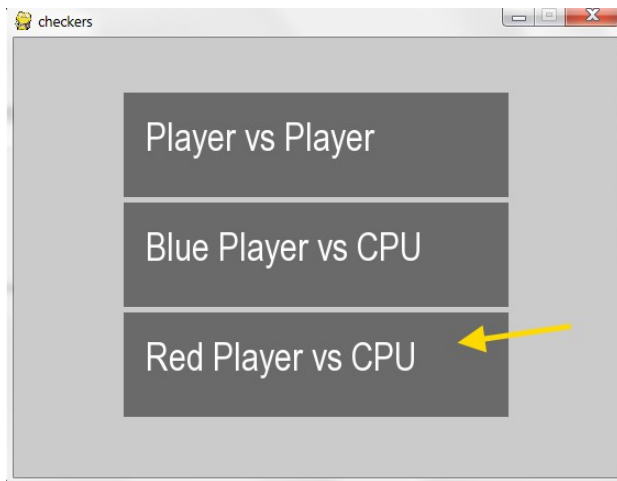 checkers
Player vs Player
Blue Player vs CPU
Red Player vs CPU